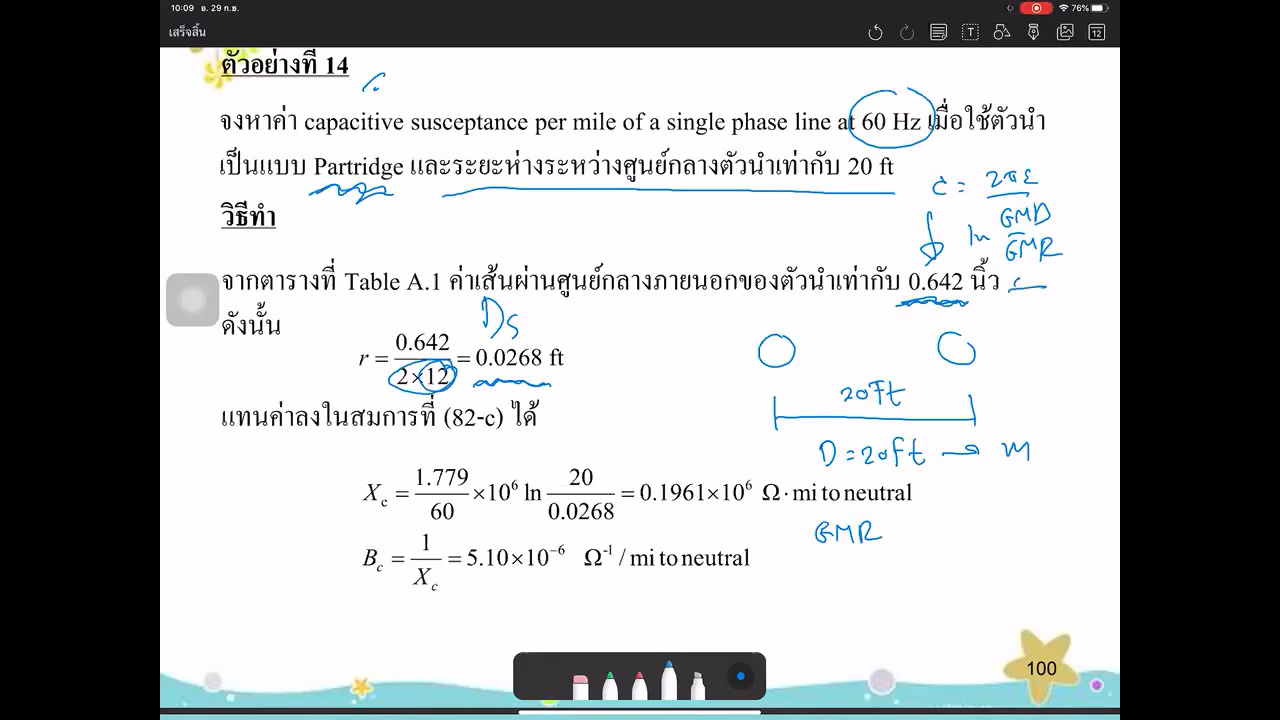 10:09 อ. 29 ก.ย.
76%
เสร็จสิ้น
12
ตัวอย่างที่ 14
จงหาค่า capacitive susceptance per mile of a single phase line at 60 Hz เมื่อใช้ตัวนำ
เป็นแบบ Partridge และระยะห่างระหว่างศูนย์กลางตัวนำเท่ากับ 20 ft
C = 2πε
ln GMD
GMR
วิธีทำ
จากตารางที่ Table A.1 ค่าเส้นผ่านศูนย์กลางภายนอกของตัวนำเท่ากับ 0.642 นิ้ว
ดังนั้น
Ds
r = 0.642 / 2×12 = 0.0268 ft
20 Ft
แทนค่าลงในสมการที่ (82-c) ได้
D = 20 ft → m
Xc = 1.779 / 60 ×10⁶ ln 20 / 0.0268 = 0.1961×10⁶ Ω·mi to neutral
GMR
Bc = 1 / Xc = 5.10×10⁻⁶ Ω⁻¹ / mi to neutral
100